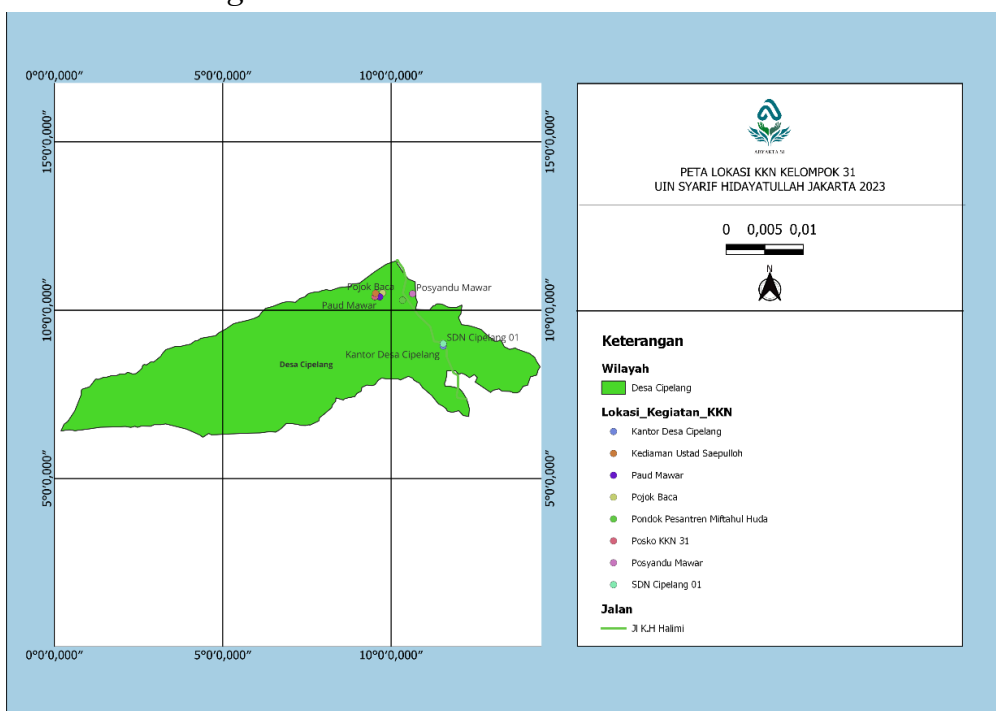 0°0'0,000" 5°0'0,000" 10°0'0,000"
15°0'0,000" 15°0'0,000"
10°0'0,000" 10°0'0,000"
5°0'0,000" 5°0'0,000"
Pojok Baca
Posyandu Mawar
Paud Mawar
SDN Cipelang 01
Kantor Desa Cipelang
Desa Cipelang
0°0'0,000" 5°0'0,000" 10°0'0,000"
PETA LOKASI KKN KELOMPOK 31
UIN SYARIF HIDAYATULLAH JAKARTA 2023
0 0,005 0,01
N
Keterangan
Wilayah
Desa Cipelang
Lokasi_Kegiatan_KKN
Kantor Desa Cipelang
Kediaman Ustad Saepulloh
Paud Mawar
Pojok Baca
Pondok Pesantren Miftahul Huda
Posko KKN 31
Posyandu Mawar
SDN Cipelang 01
Jalan
Jl K.H Halimi